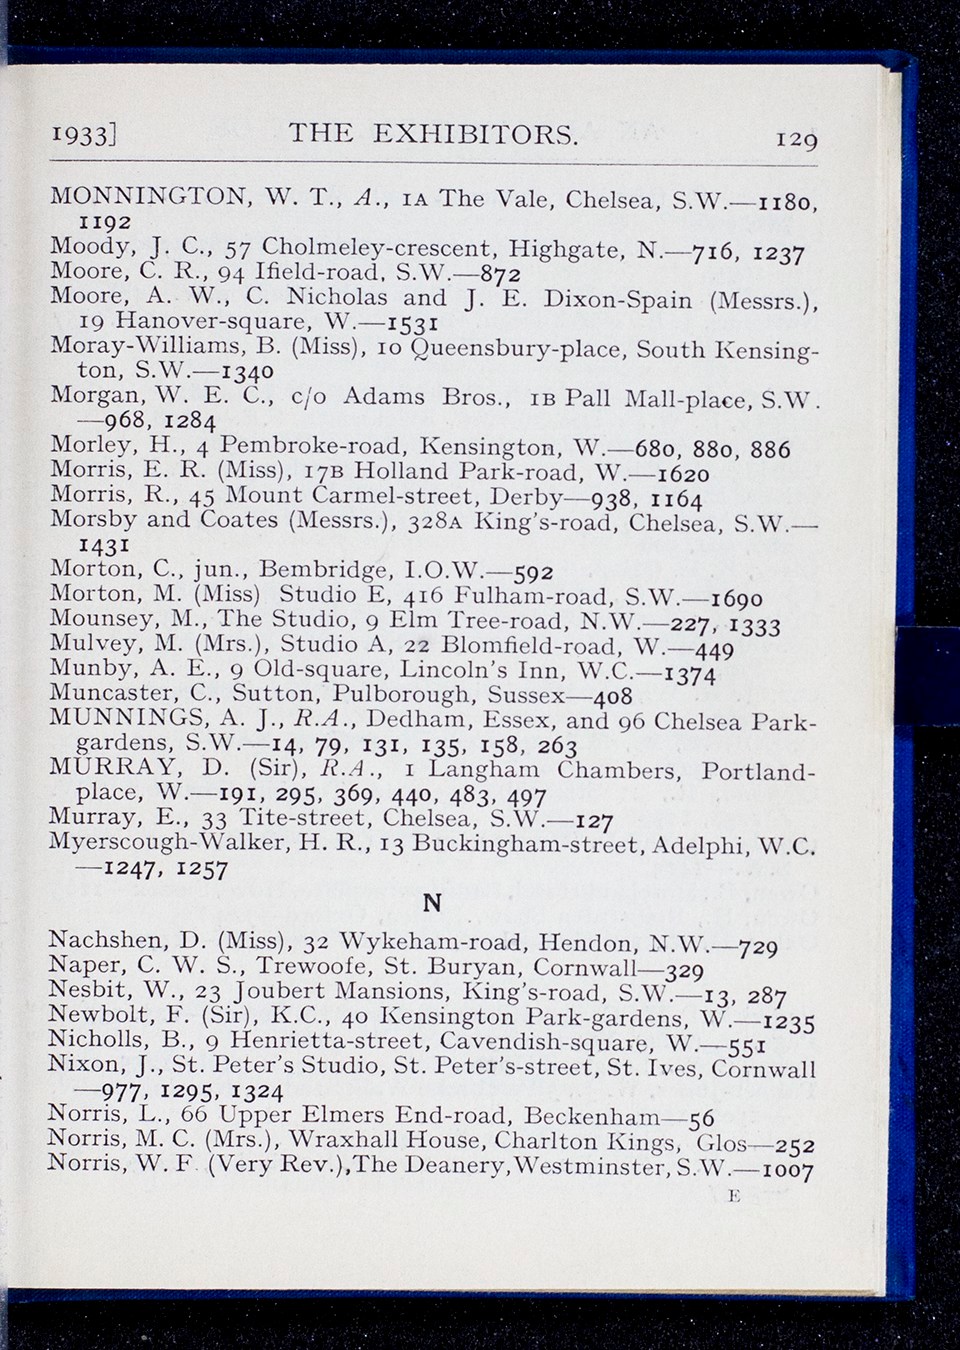 1933] THE EXHIBITORS. 129
MONNINGTON, W. T., A., 1A The Vale, Chelsea, S.W.—1180,
1192
Moody, J. C., 57 Cholmeley-crescent, Highgate, N.—716, 1237
Moore, C. R., 94 Ifield-road, S.W.—872
Moore, A. W., C. Nicholas and J. E. Dixon-Spain (Messrs.),
19 Hanover-square, W.—1531
Moray-Williams, B. (Miss), 10 Queensbury-place, South Kensing-
ton, S.W.—1340
Morgan, W. E. C., c/o Adams Bros., 1B Pall Mall-place, S.W.
—968, 1284
Morley, H., 4 Pembroke-road, Kensington, W.—680, 880, 886
Morris, E. R. (Miss), 17B Holland Park-road, W.—1620
Morris, R., 45 Mount Carmel-street, Derby—938, 1164
Morsby and Coates (Messrs.), 328A King's-road, Chelsea, S.W.—
1431
Morton, C., jun., Bembridge, I.O.W.—592
Morton, M. (Miss) Studio E, 416 Fulham-road, S.W.—1690
Mounsey, M., The Studio, 9 Elm Tree-road, N.W.—227, 1333
Mulvey, M. (Mrs.), Studio A, 22 Blomfield-road, W.—449
Munby, A. E., 9 Old-square, Lincoln's Inn, W.C.—1374
Muncaster, C., Sutton, Pulborough, Sussex—408
MUNNINGS, A. J., R.A., Dedham, Essex, and 96 Chelsea Park-
gardens, S.W.—14, 79, 131, 135, 158, 263
MURRAY, D. (Sir), R.A., 1 Langham Chambers, Portland-
place, W.—191, 295, 369, 440, 483, 497
Murray, E., 33 Tite-street, Chelsea, S.W.—127
Myerscough-Walker, H. R., 13 Buckingham-street, Adelphi, W.C.
—1247, 1257
N
Nachshen, D. (Miss), 32 Wykeham-road, Hendon, N.W.—729
Naper, C. W. S., Trewoofe, St. Buryan, Cornwall—329
Nesbit, W., 23 Joubert Mansions, King's-road, S.W.—13, 287
Newbolt, F. (Sir), K.C., 40 Kensington Park-gardens, W.—1235
Nicholls, B., 9 Henrietta-street, Cavendish-square, W.—551
Nixon, J., St. Peter's Studio, St. Peter's-street, St. Ives, Cornwall
—977, 1295, 1324
Norris, L., 66 Upper Elmers End-road, Beckenham—56
Norris, M. C. (Mrs.), Wraxhall House, Charlton Kings, Glos—252
Norris, W. F. (Very Rev.),The Deanery,Westminster, S.W.—1007
E